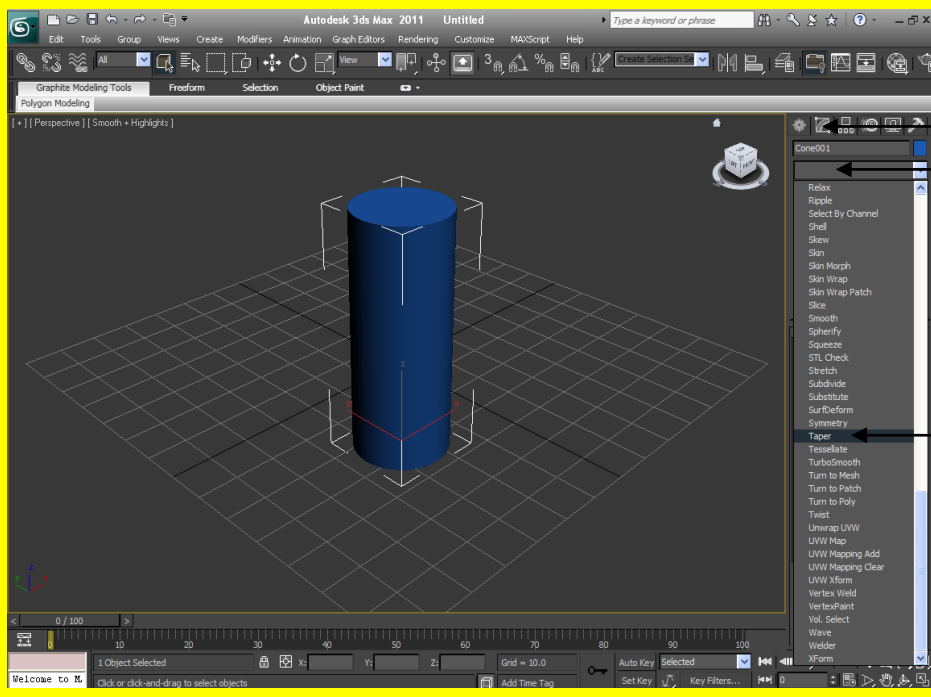 Autodesk 3ds Max 2011 Untitled
Type a keyword or phrase
Edit Tools Group Views Create Modifiers Animation Graph Editors Rendering Customize MAXScript Help
All
View
3
%
ABC
Create Selection Se
Graphite Modeling Tools Freeform Selection Object Paint
Polygon Modeling
[ + ] [ Perspective ] [ Smooth + Highlights ]
Cone001
Relax
Ripple
Select By Channel
Shell
Skew
Skin
Skin Morph
Skin Wrap
Skin Wrap Patch
Slice
Smooth
Spherify
Squeeze
STL Check
Stretch
Subdivide
Substitute
SurfDeform
Symmetry
Taper
Tessellate
TurboSmooth
Turn to Mesh
Turn to Patch
Turn to Poly
Twist
Unwrap UVW
UVW Map
UVW Mapping Add
UVW Mapping Clear
UVW Xform
Vertex Weld
VertexPaint
Vol. Select
Wave
Welder
XForm
z
x
z
y
x
< 0 / 100 >
0 10 20 30 40 50 60 70 80 90 100
1 Object Selected X: Y: Z: Grid = 10.0 Auto Key Selected
Welcome to M. Click or click-and-drag to select objects Add Time Tag Set Key Key Filters... 0